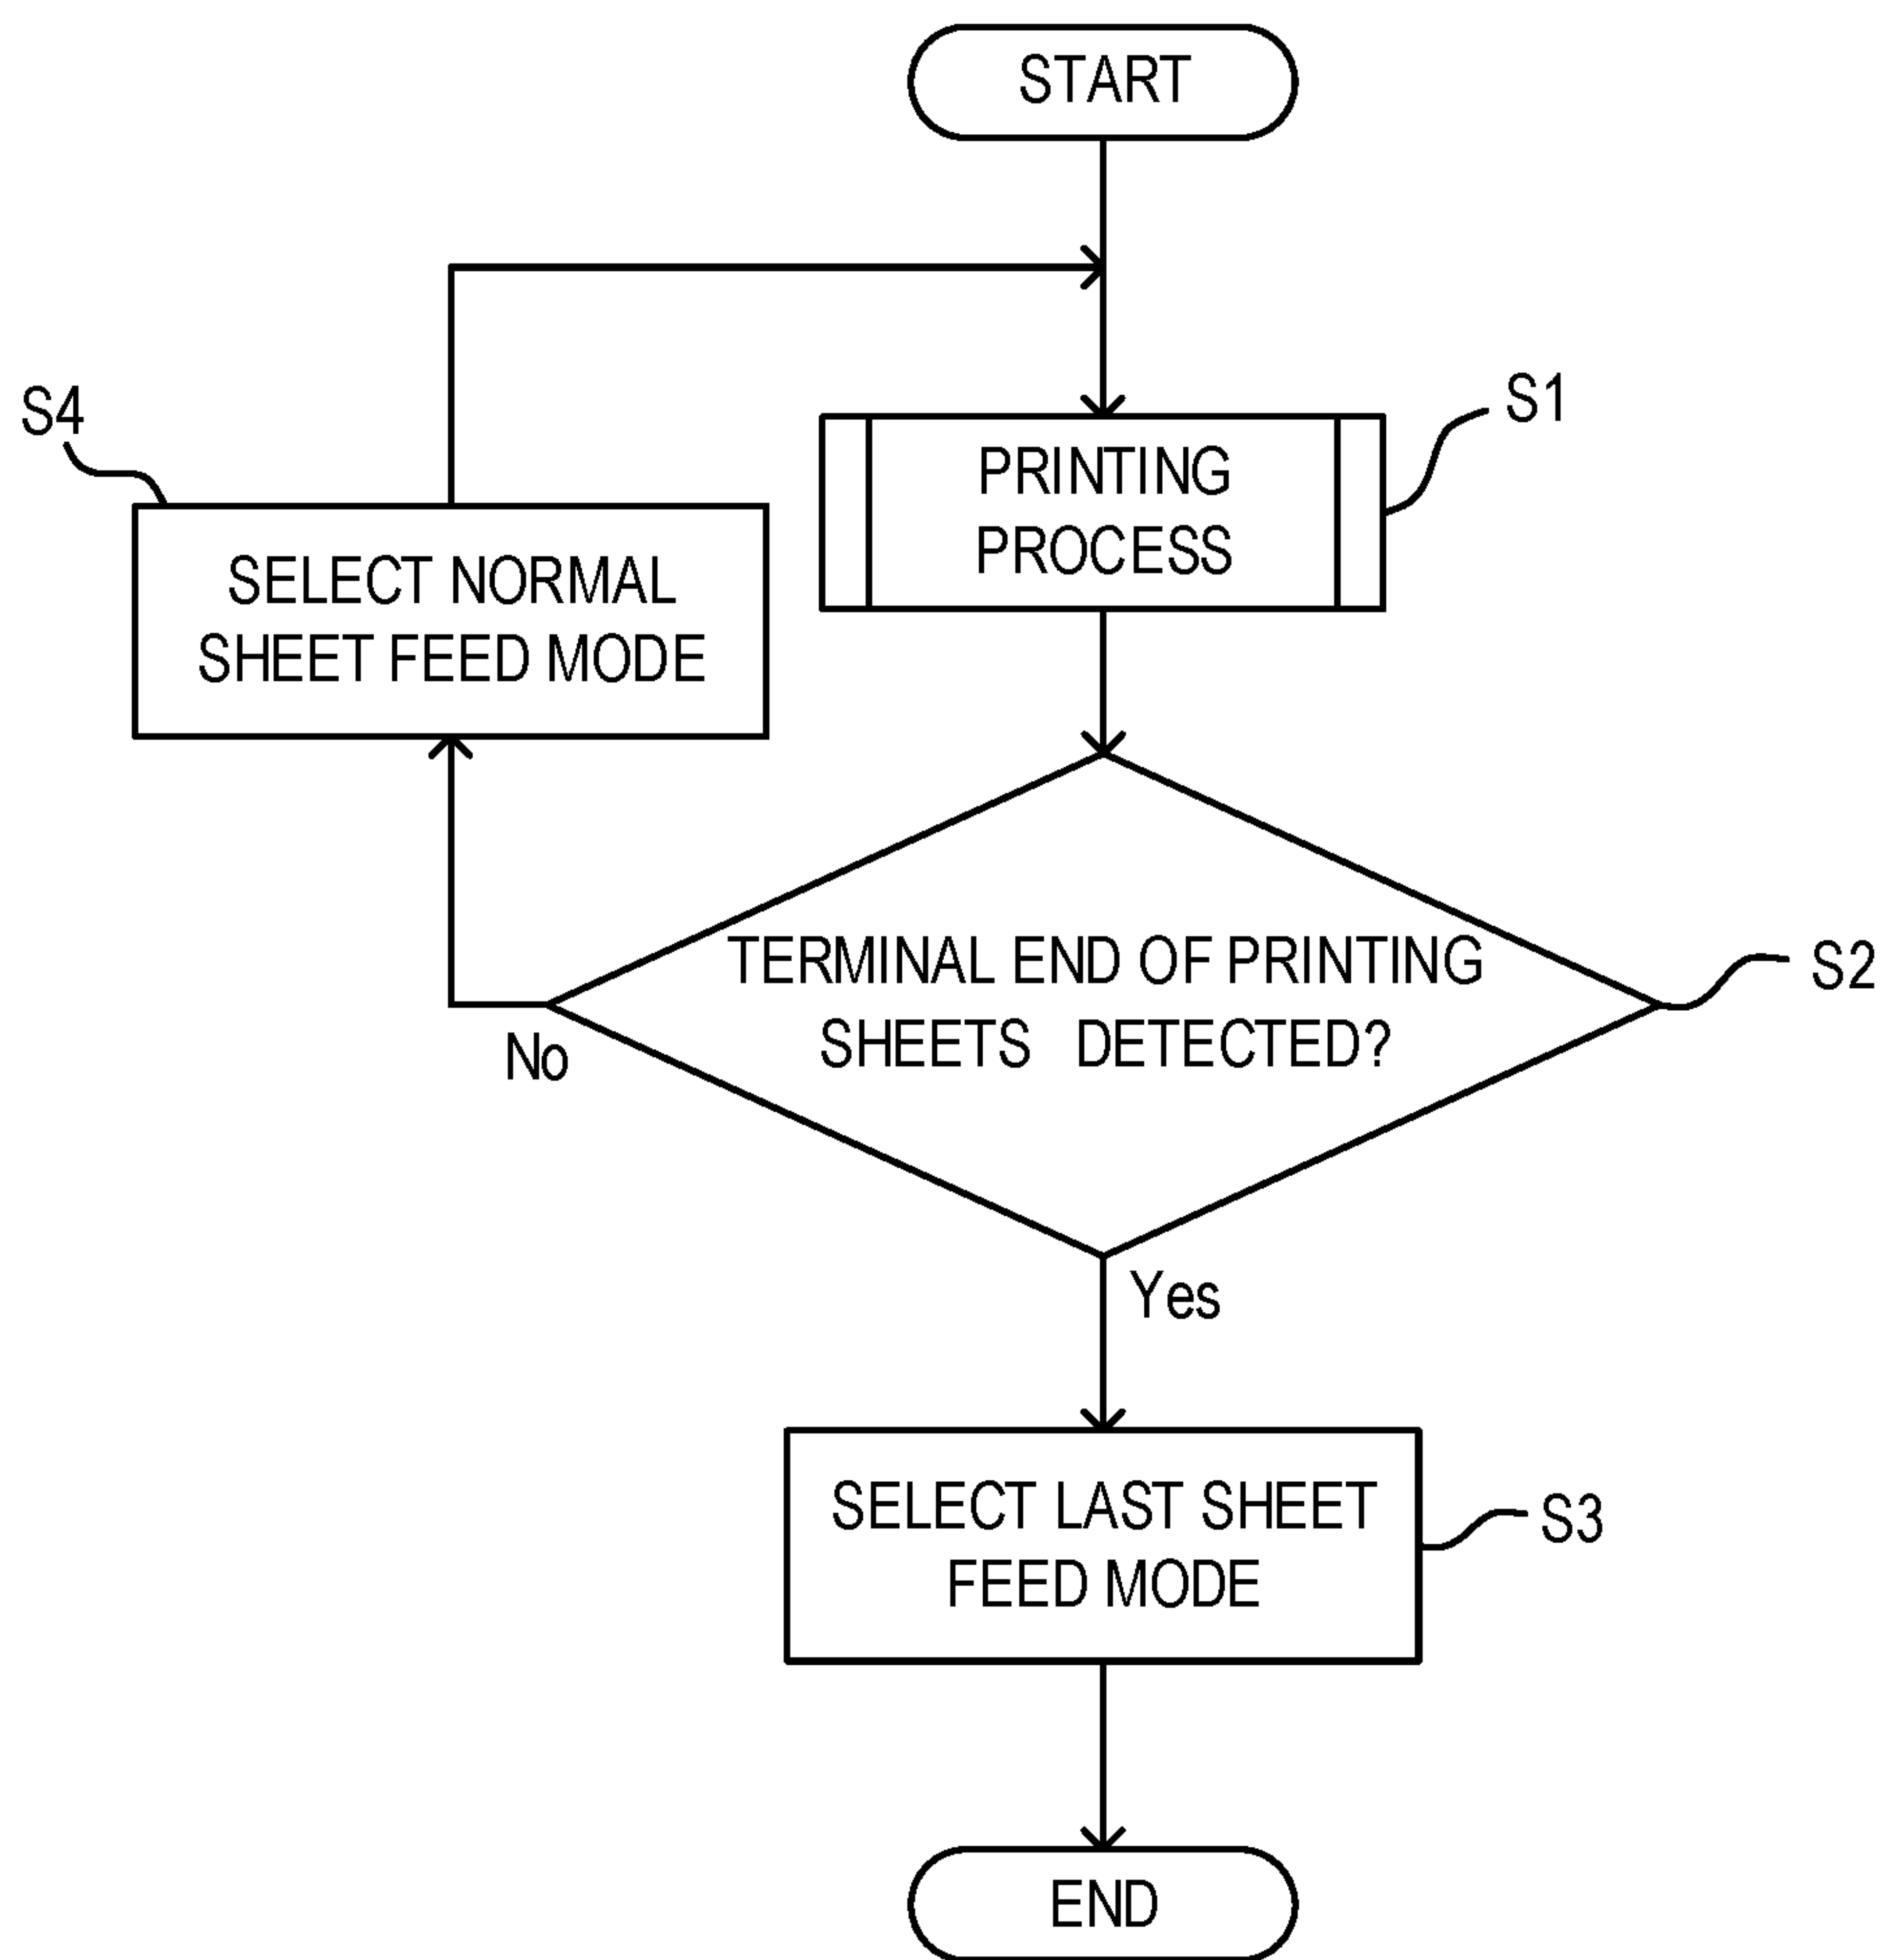 START
S4
S1
PRINTING
PROCESS
SELECT NORMAL
SHEET FEED MODE
TERMINAL END OF PRINTING
SHEETS DETECTED?
S2
No
Yes
SELECT LAST SHEET
FEED MODE
S3
END